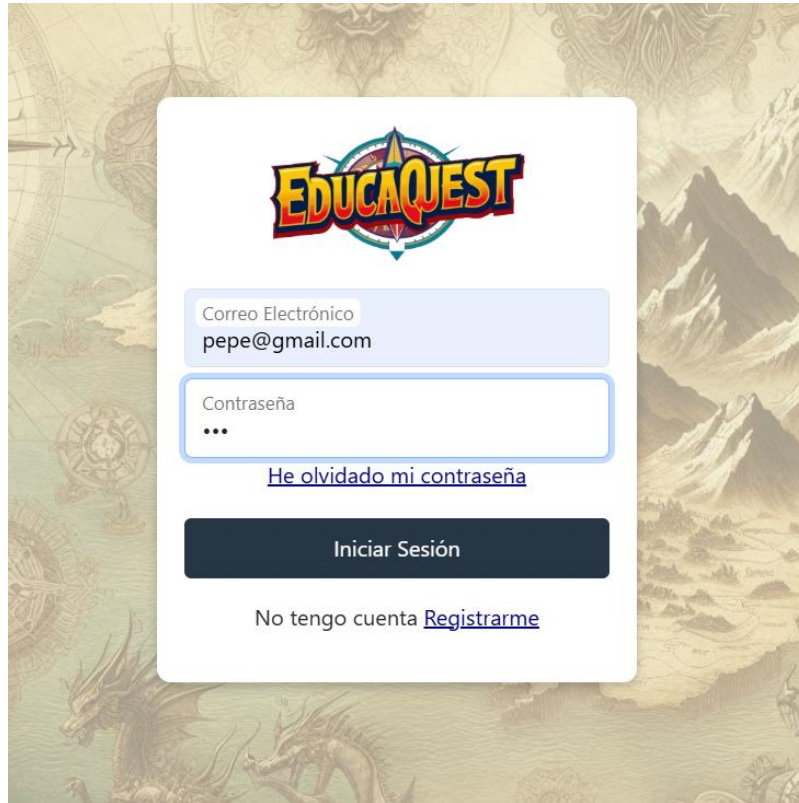 EDUCAQUEST
Correo Electrónico
pepe@gmail.com
Contraseña
•••
He olvidado mi contraseña
Iniciar Sesión
No tengo cuenta Registrarme